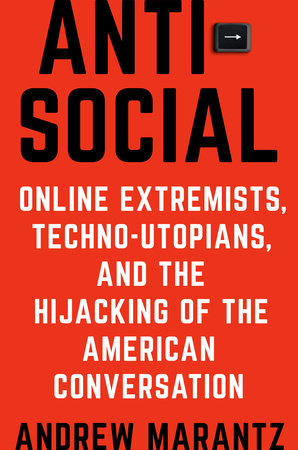 ANTI
SOCIAL
ONLINE EXTREMISTS,
TECHNO-UTOPIANS,
AND THE
HIJACKING OF THE
AMERICAN
CONVERSATION
ANDREW MARANTZ